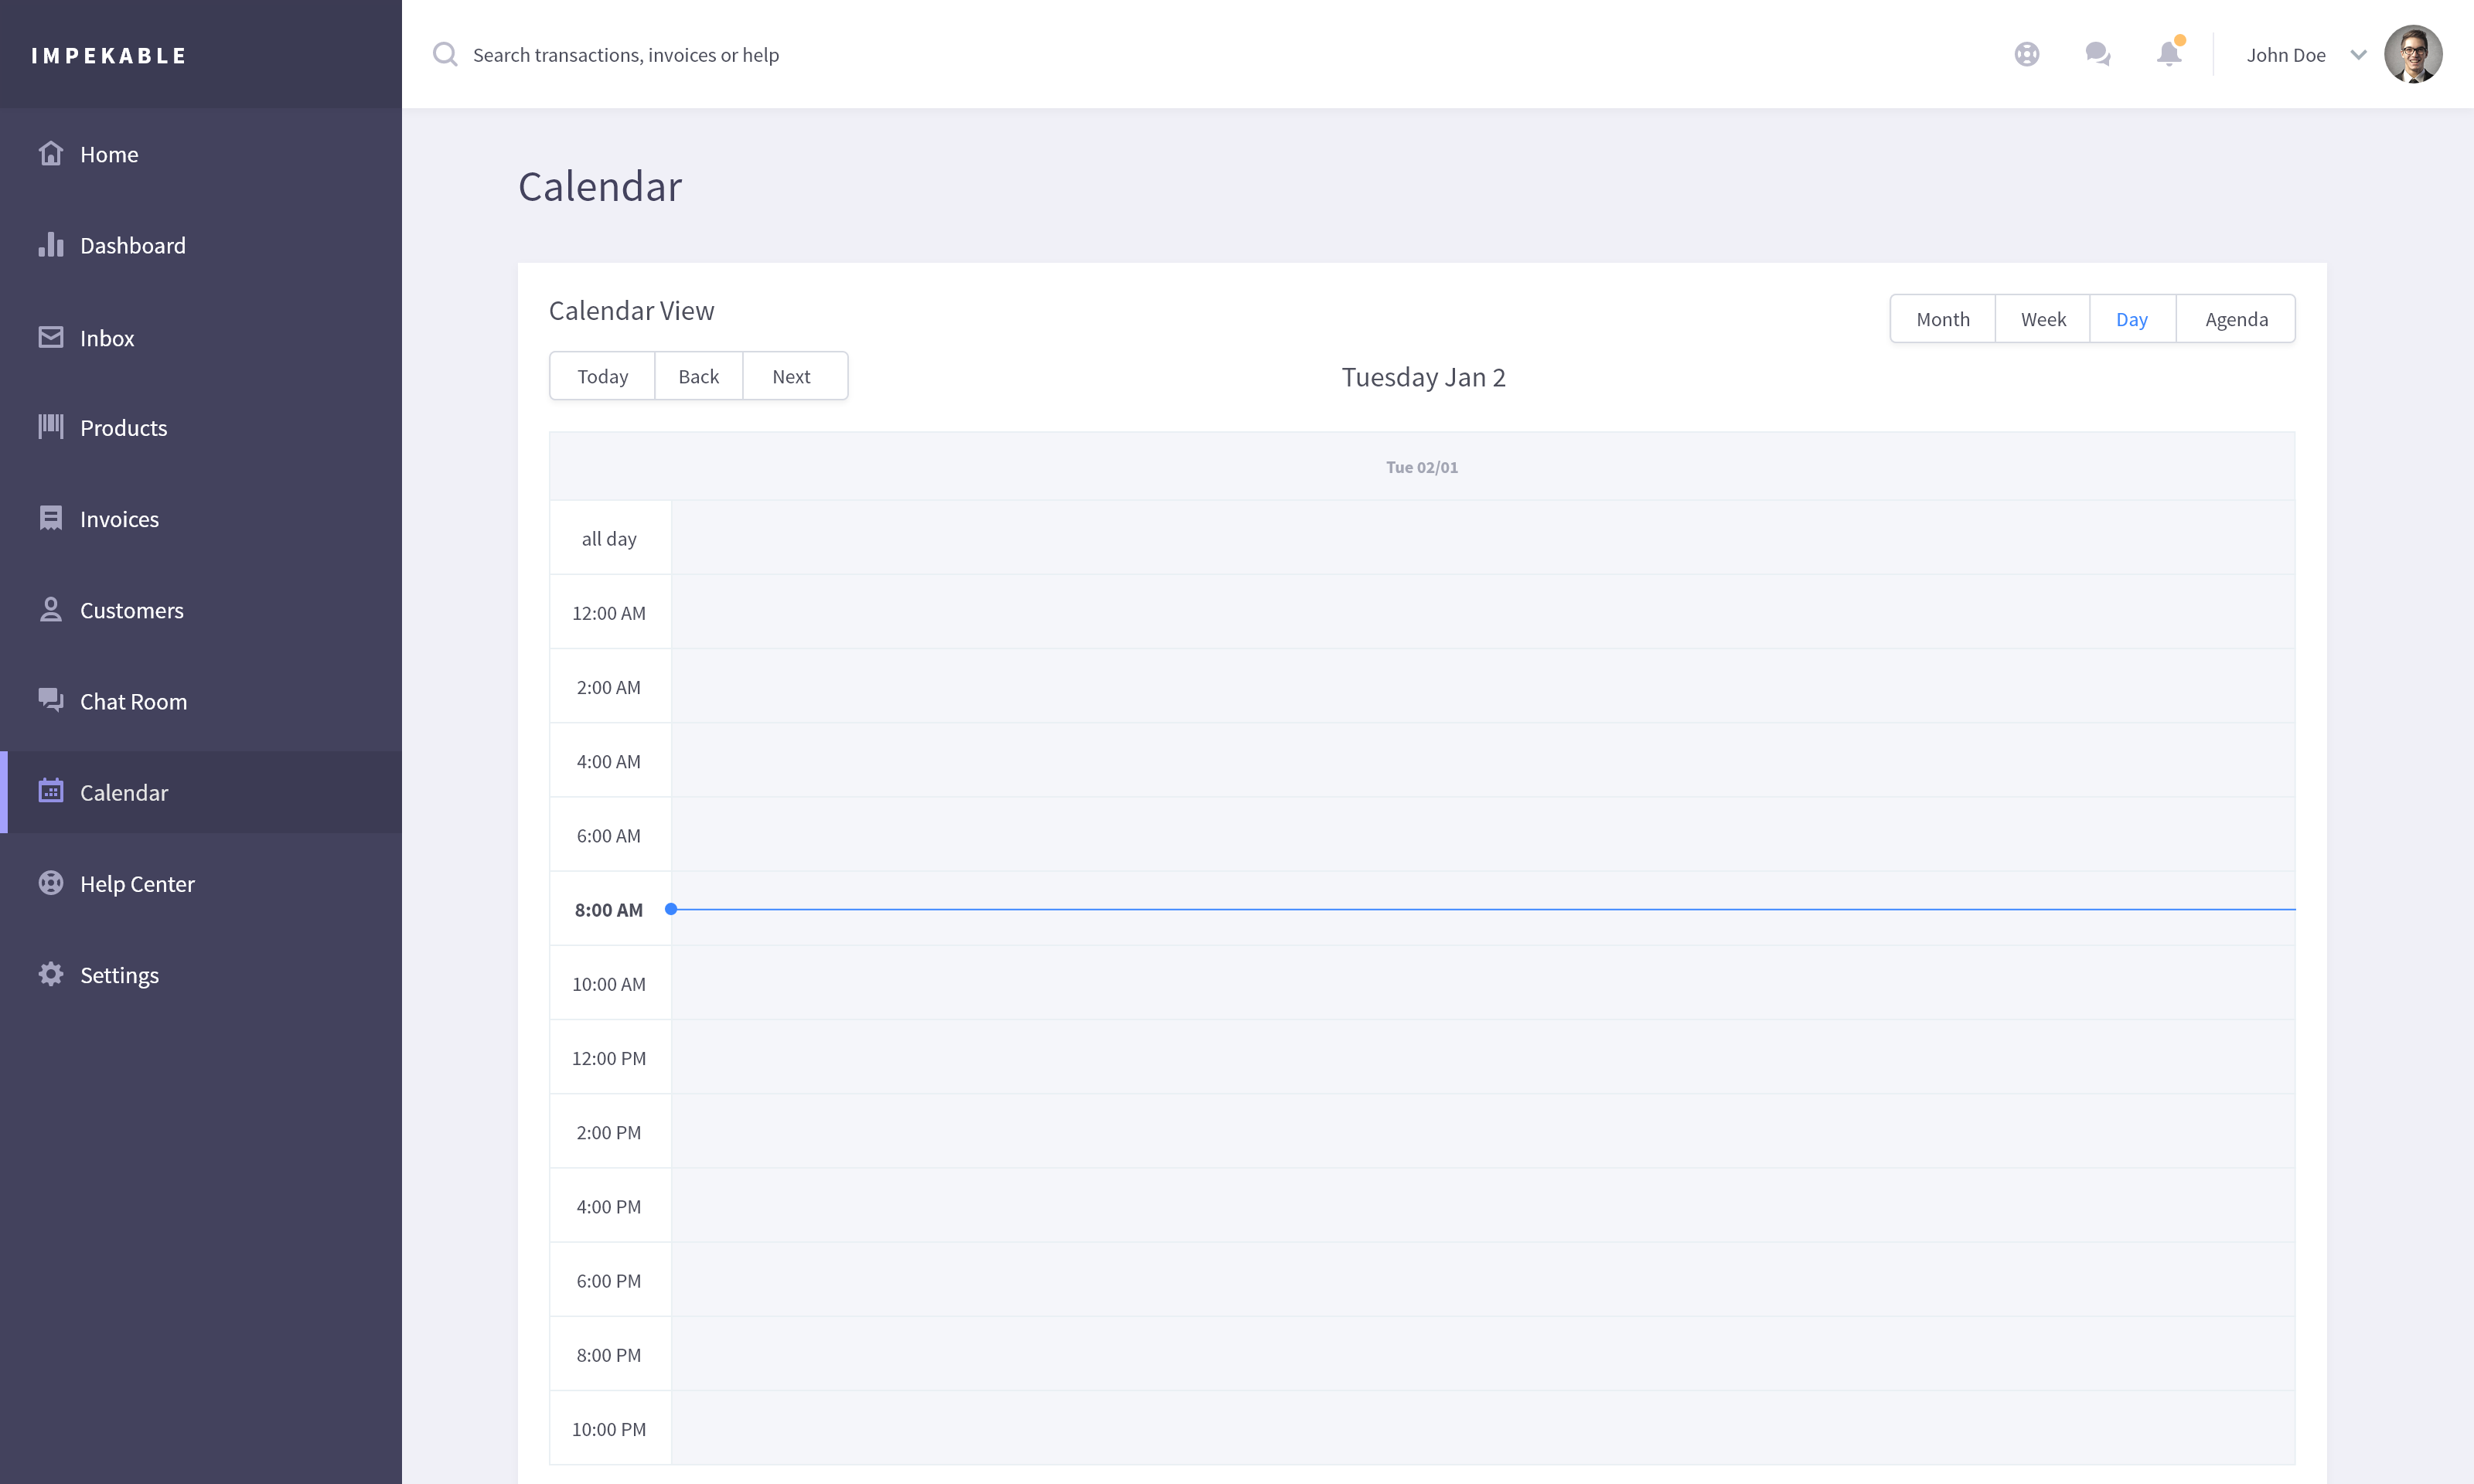 IMPEKABLE
Search transactions, invoices or help
John Doe
Home
Dashboard
Inbox
Products
Invoices
Customers
Chat Room
Calendar
Help Center
Settings
Calendar
Calendar View
Month Week Day Agenda
Today Back Next
Tuesday Jan 2
Tue 02/01
all day
12:00 AM
2:00 AM
4:00 AM
6:00 AM
8:00 AM
10:00 AM
12:00 PM
2:00 PM
4:00 PM
6:00 PM
8:00 PM
10:00 PM